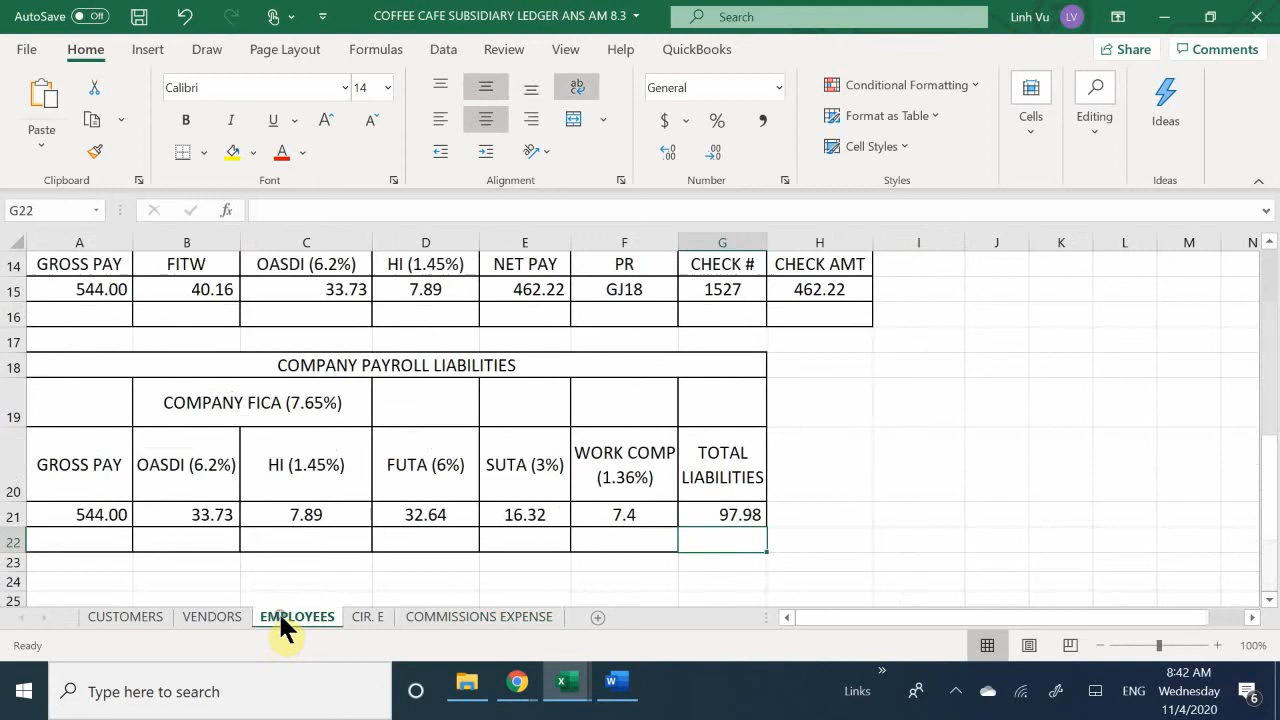 AutoSave Off COFFEE CAFE SUBSIDIARY LEDGER ANS AM 8.3 Search Linh Vu LV
File Home Insert Draw Page Layout Formulas Data Review View Help QuickBooks Share Comments
Calibri 14 General Conditional Formatting
Format as Table
Cell Styles
Paste B I U A A $ % Cells Editing Ideas
Clipboard Font Alignment Number Styles Ideas
G22 fx
A B C D E F G H I J K L M N
14 GROSS PAY FITW OASDI (6.2%) HI (1.45%) NET PAY PR CHECK # CHECK AMT
15 544.00 40.16 33.73 7.89 462.22 GJ18 1527 462.22
16
17
18 COMPANY PAYROLL LIABILITIES
19 COMPANY FICA (7.65%)
20 GROSS PAY OASDI (6.2%) HI (1.45%) FUTA (6%) SUTA (3%) WORK COMP (1.36%) TOTAL LIABILITIES
21 544.00 33.73 7.89 32.64 16.32 7.4 97.98
22
23
24
25
CUSTOMERS VENDORS EMPLOYEES CIR. E COMMISSIONS EXPENSE
Ready 100%
Type here to search Links ENG 8:42 AM
Wednesday
11/4/2020 6